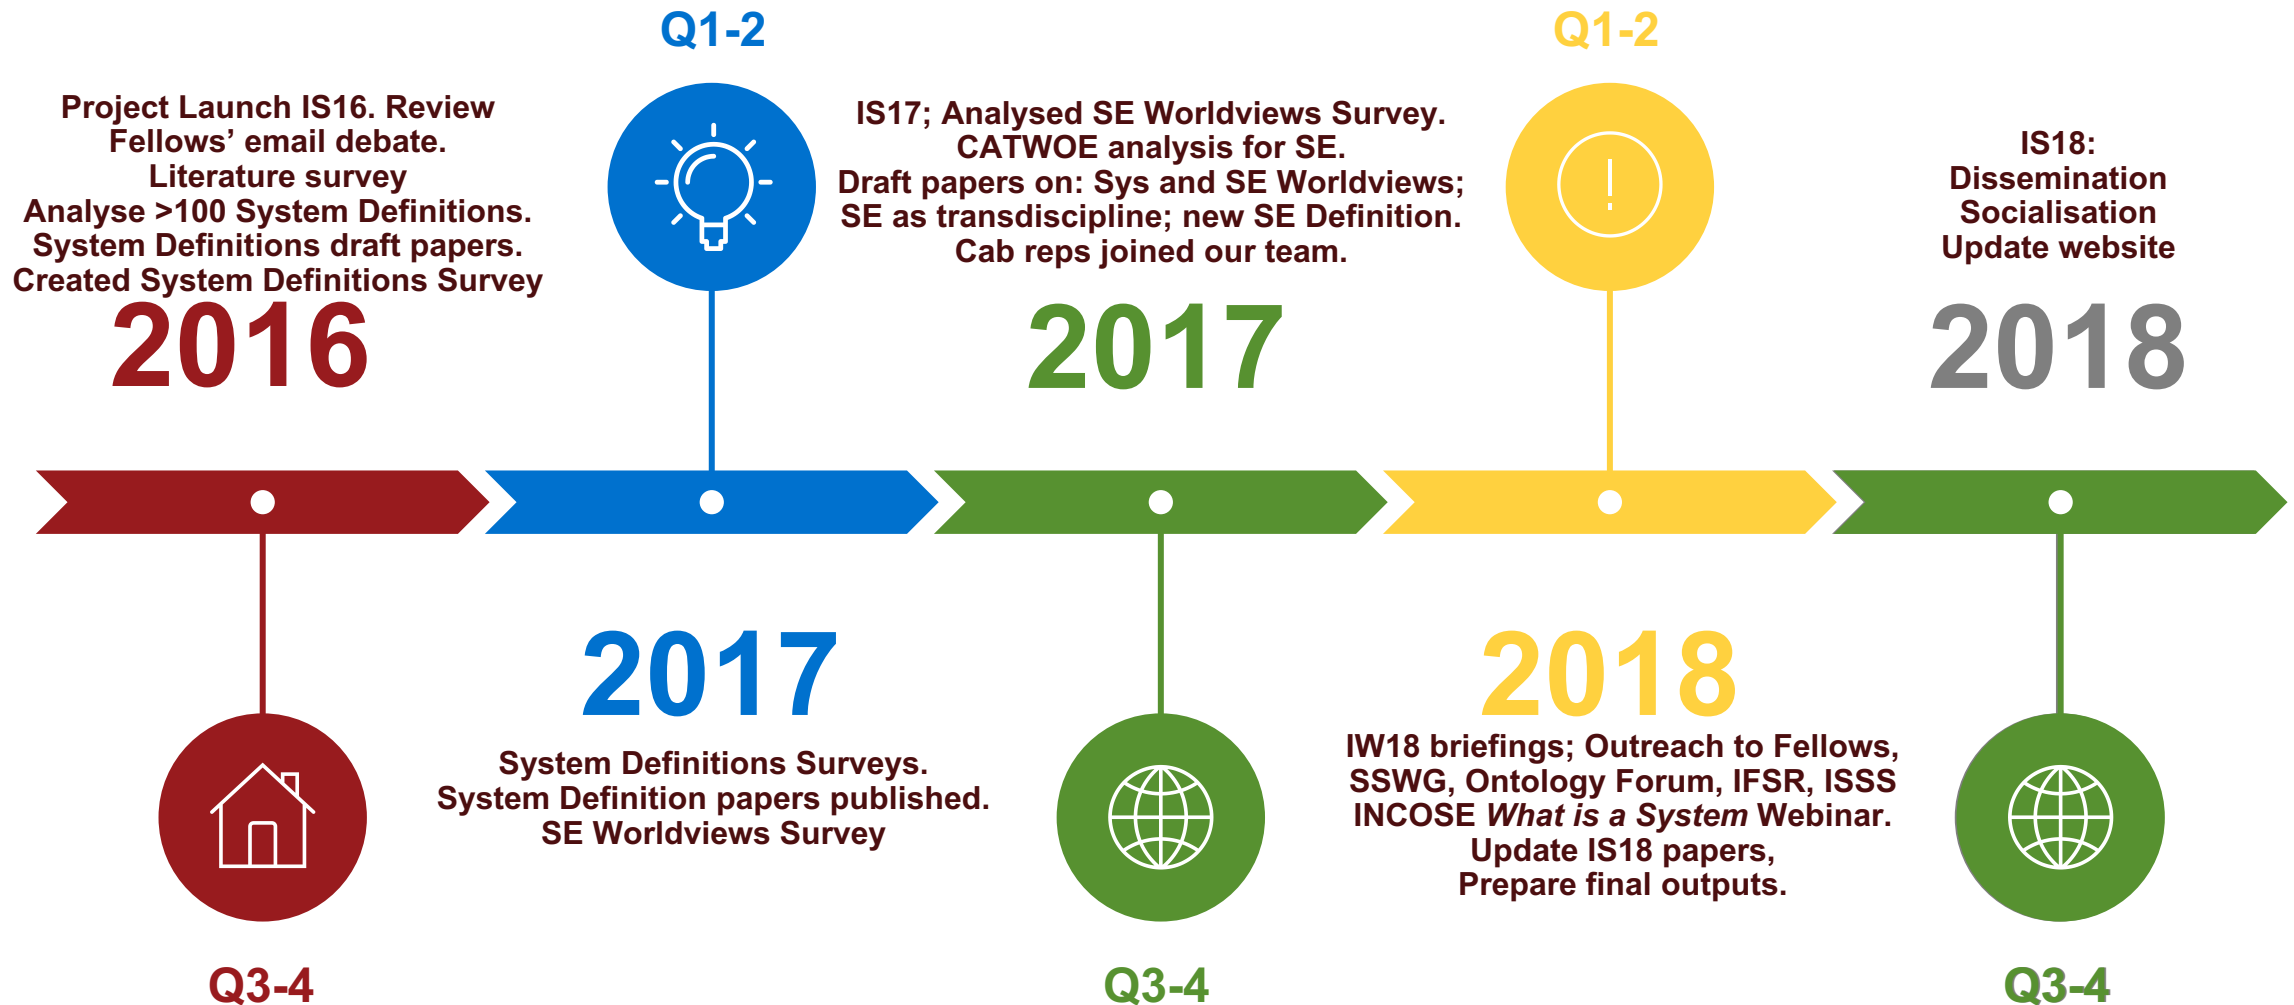 Project Launch IS16. Review
Fellows’ email debate.
Literature survey
Analyse >100 System Definitions.
System Definitions draft papers.
Created System Definitions Survey
2016
Q3-4
Q1-2
2017
System Definitions Surveys.
System Definition papers published.
SE Worldviews Survey
IS17; Analysed SE Worldviews Survey.
CATWOE analysis for SE.
Draft papers on: Sys and SE Worldviews;
SE as transdiscipline; new SE Definition.
Cab reps joined our team.
2017
Q3-4
Q1-2
2018
IW18 briefings; Outreach to Fellows,
SSWG, Ontology Forum, IFSR, ISSS
INCOSE What is a System Webinar.
Update IS18 papers,
Prepare final outputs.
IS18:
Dissemination
Socialisation
Update website
2018
Q3-4